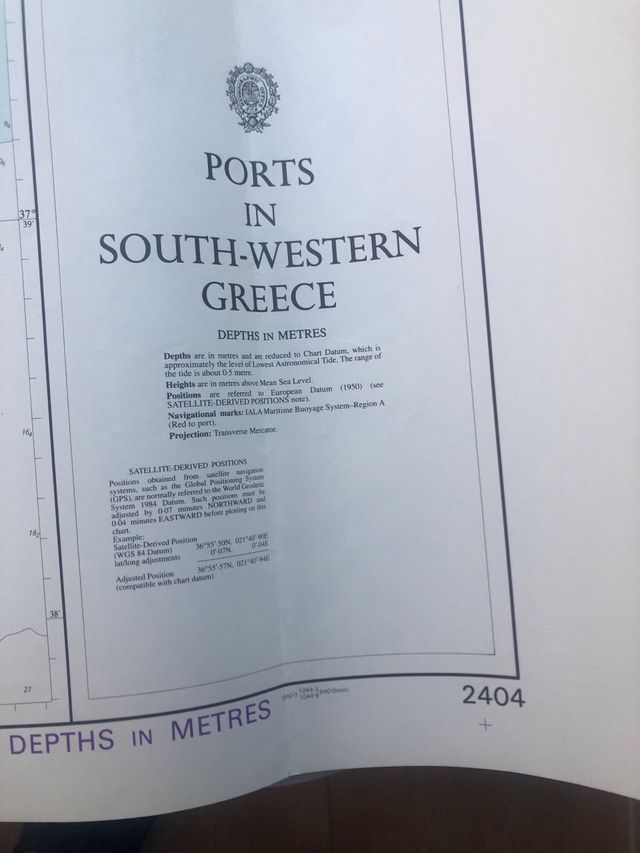 PORTS
IN
SOUTH-WESTERN
GREECE
DEPTHS IN METRES
Depths are in metres and are reduced to Chart Datum, which is
approximately the level of Lowest Astronomical Tide. The range of
the tide is about 0·5 metre.
Heights are in metres above Mean Sea Level.
Positions are referred to European Datum (1950) (see
SATELLITE-DERIVED POSITIONS note).
Navigational marks: IALA Maritime Buoyage System–Region A
(Red to port).
Projection: Transverse Mercator.
SATELLITE-DERIVED POSITIONS
Positions obtained from satellite navigation
systems, such as the Global Positioning System
(GPS), are normally referred to the World Geodetic
System 1984 Datum. Such positions must be
adjusted by 0·07 minutes NORTHWARD and
0·04 minutes EASTWARD before plotting on this
chart.
Example:
Satellite-Derived Position
(WGS 84 Datum) 36°55'·50N, 021°40'·90E
lat/long adjustments 0'·07N, 0'·04E
Adjusted Position 36°55'·57N, 021°40'·94E
(compatible with chart datum)
37°
39'
16₄
18₂
38'
21
DEPTHS IN METRES
2404